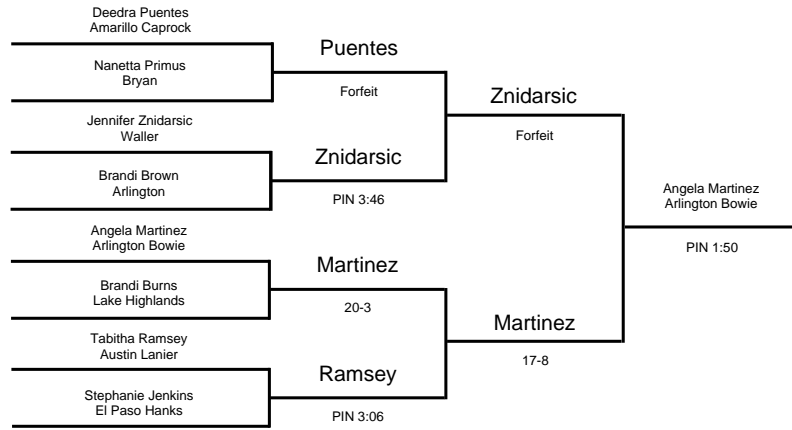 Deedra Puentes
Amarillo Caprock
Nanetta Primus
Bryan
Jennifer Znidarsic
Waller
Brandi Brown
Arlington
Angela Martinez
Arlington Bowie
Brandi Burns
Lake Highlands
Tabitha Ramsey
Austin Lanier
Stephanie Jenkins
El Paso Hanks
Puentes
Forfeit
Znidarsic
PIN 3:46
Martinez
20-3
Ramsey
PIN 3:06
Znidarsic
Forfeit
Martinez
17-8
Angela Martinez
Arlington Bowie
PIN 1:50